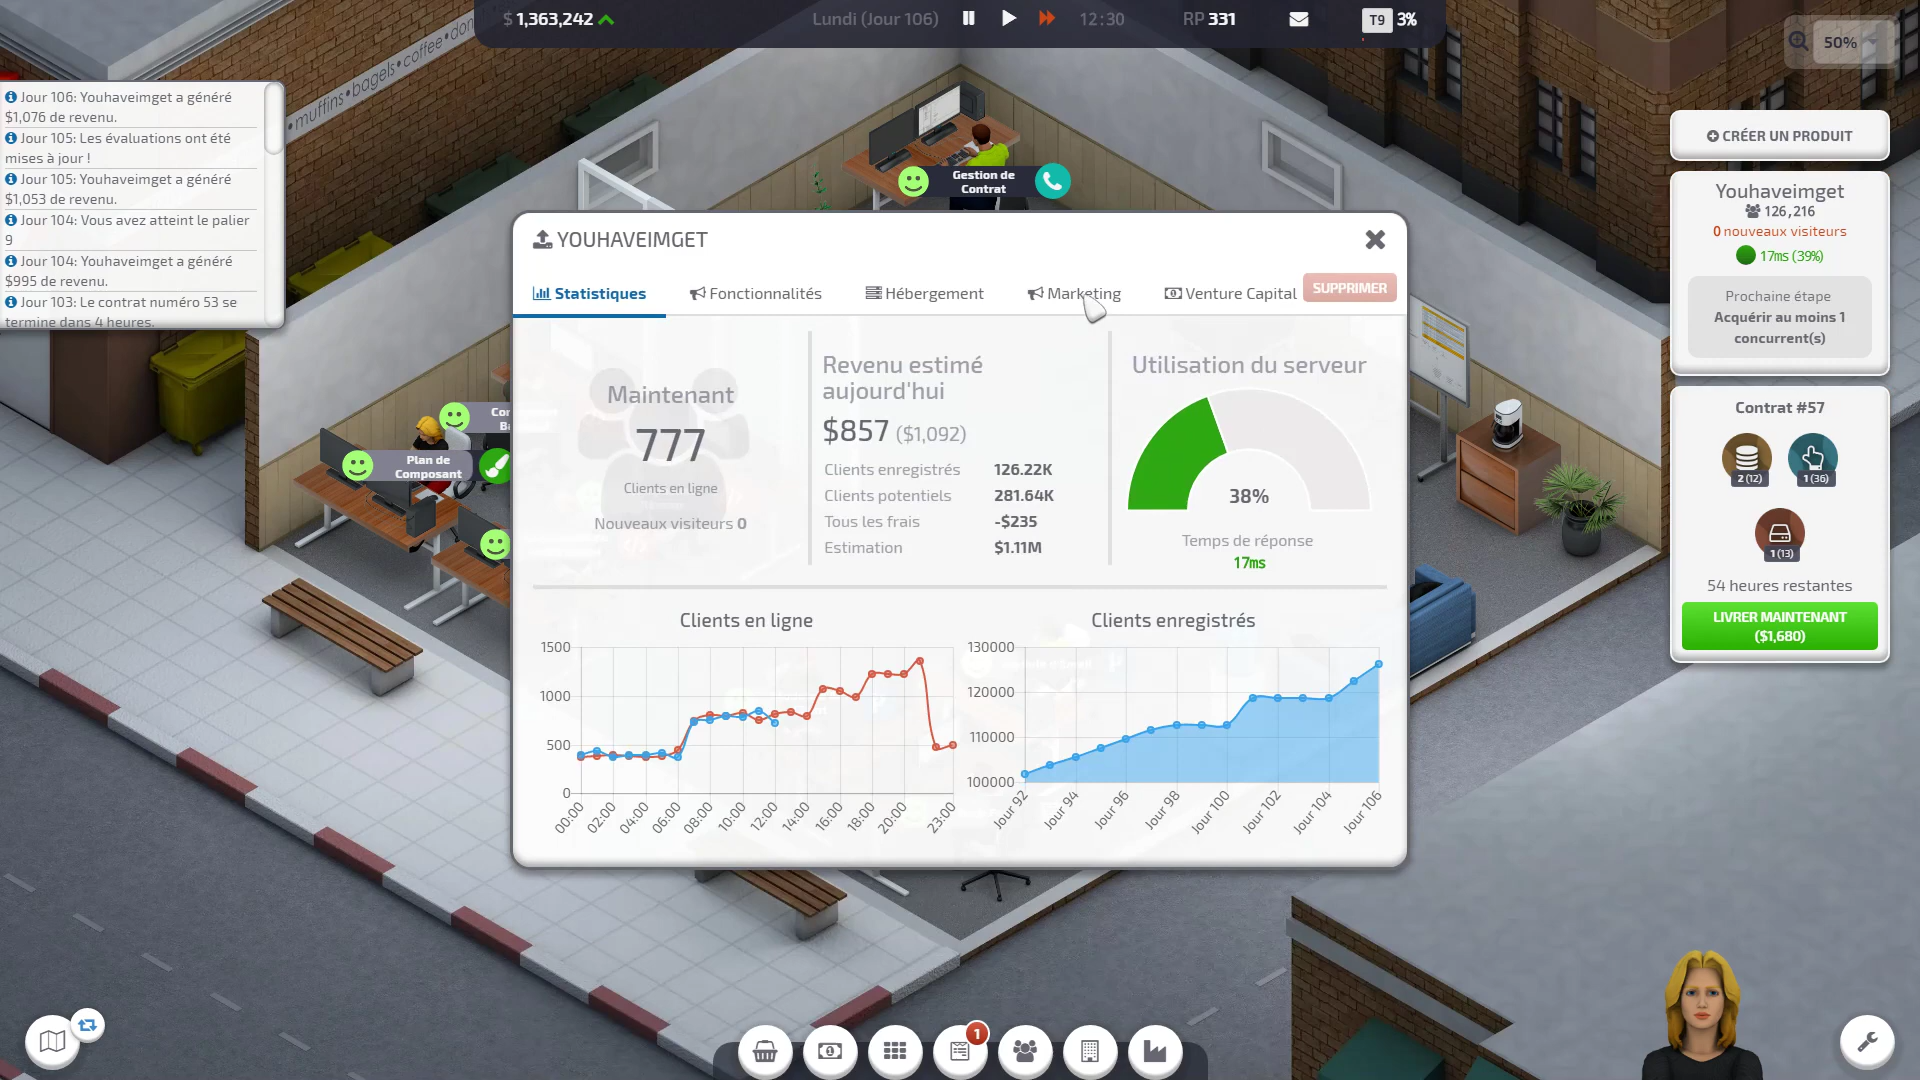 $ 1,363,242
Lundi (Jour 106)
12:30
RP 331
T9 3%
50%
muffins • bagels • coffee • don
Jour 106: Youhaveimget a généré
$1,076 de revenu.
Jour 105: Les évaluations ont été
mises à jour !
Jour 105: Youhaveimget a généré
$1,053 de revenu.
Jour 104: Vous avez atteint le palier
9
Jour 104: Youhaveimget a généré
$995 de revenu.
Jour 103: Le contrat numéro 53 se
termine dans 4 heures.
Gestion de
Contrat
Plan de
Composant
YOUHAVEIMGET
Statistiques
Fonctionnalités
Hébergement
Marketing
Venture Capital
SUPPRIMER
Maintenant
777
Clients en ligne
Nouveaux visiteurs 0
Revenu estimé
aujourd'hui
$857 ($1,092)
Clients enregistrés 126.22K
Clients potentiels 281.64K
Tous les frais -$235
Estimation $1.11M
Utilisation du serveur
38%
Temps de réponse
17ms
Clients en ligne
1500
1000
500
0
00:00 02:00 04:00 06:00 08:00 10:00 12:00 14:00 16:00 18:00 20:00 23:00
Clients enregistrés
130000
120000
110000
100000
Jour 92 Jour 94 Jour 96 Jour 98 Jour 100 Jour 102 Jour 104 Jour 106
CRÉER UN PRODUIT
Youhaveimget
126,216
0 nouveaux visiteurs
17ms (39%)
Prochaine étape
Acquérir au moins 1
concurrent(s)
Contrat #57
2 (12)
1 (36)
1 (13)
54 heures restantes
LIVRER MAINTENANT
($1,680)
1